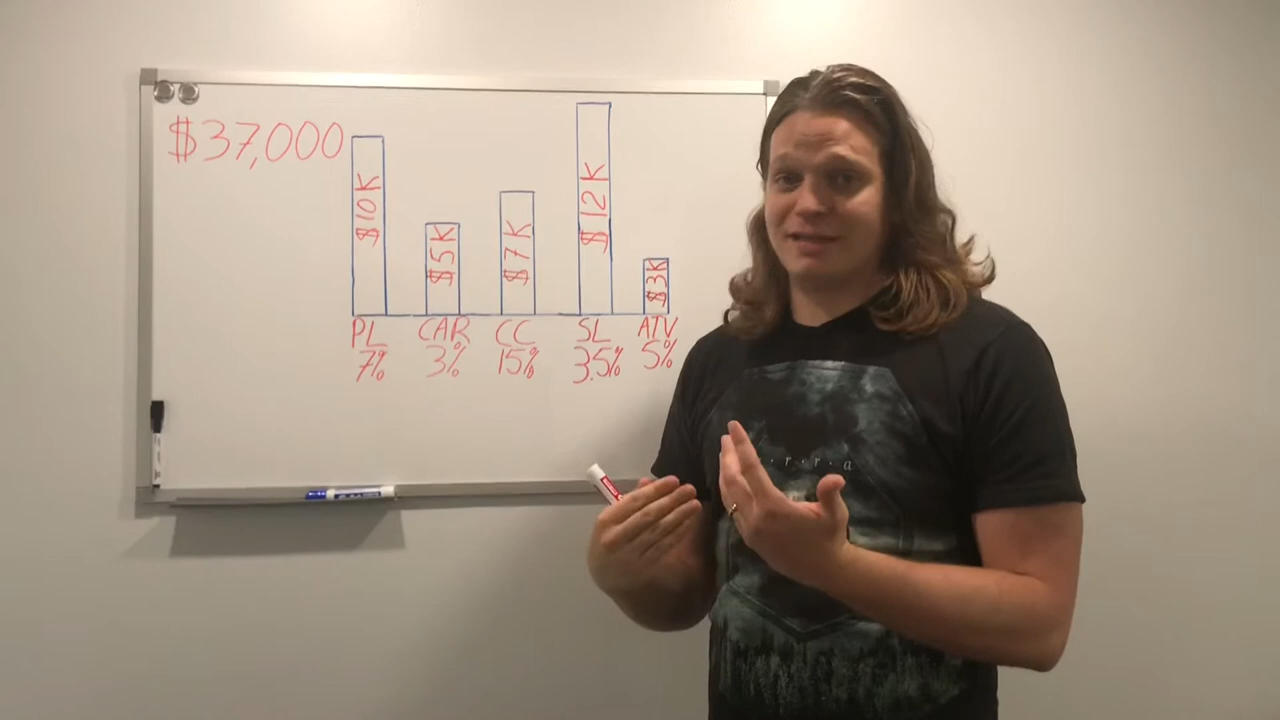 $37,000
$10K
$5K
$7K
$12K
$3K
PL CAR CC SL ATV
7% 3% 15% 3.5% 5%